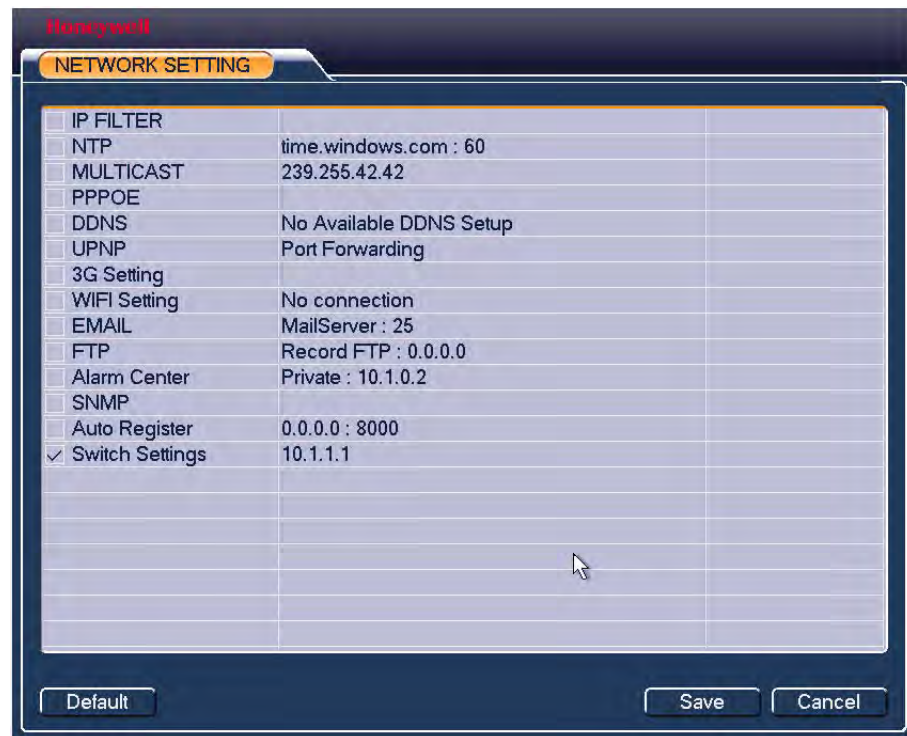 Honeywell
NETWORK SETTING
IP FILTER
NTP time.windows.com : 60
MULTICAST 239.255.42.42
PPPOE
DDNS No Available DDNS Setup
UPNP Port Forwarding
3G Setting
WIFI Setting No connection
EMAIL MailServer : 25
FTP Record FTP : 0.0.0.0
Alarm Center Private : 10.1.0.2
SNMP
Auto Register 0.0.0.0 : 8000
Switch Settings 10.1.1.1
Default Save Cancel